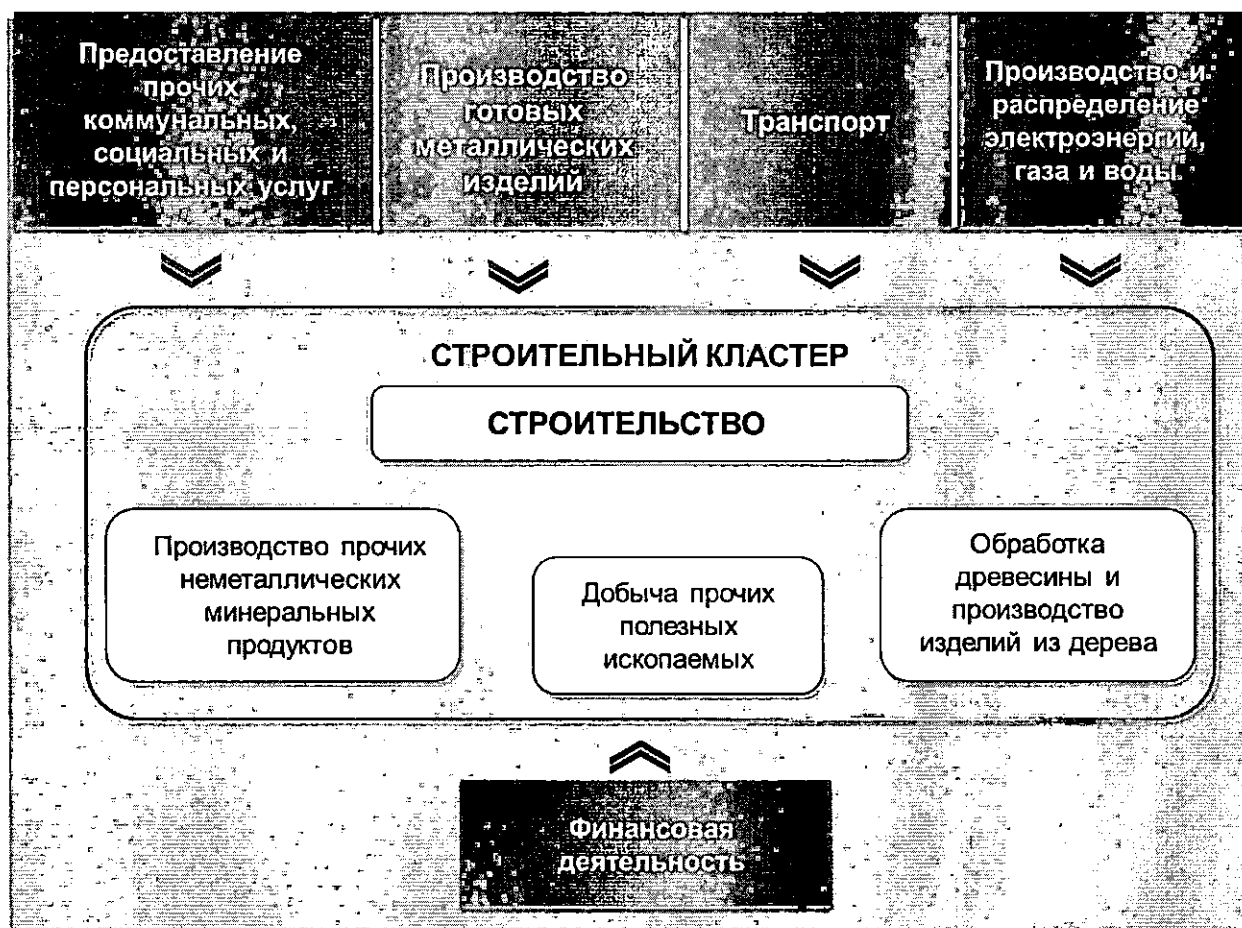 Предоставление
прочих
коммунальных,
социальных и
персональных услуг
Производство
готовых
металлических
изделий
Транспорт
Производство и
распределение
электроэнергии,
газа и воды
СТРОИТЕЛЬНЫЙ КЛАСТЕР
СТРОИТЕЛЬСТВО
Производство прочих
неметаллических
минеральных
продуктов
Добыча прочих
полезных
ископаемых
Обработка
древесины и
производство
изделий из дерева
Финансовая
деятельность